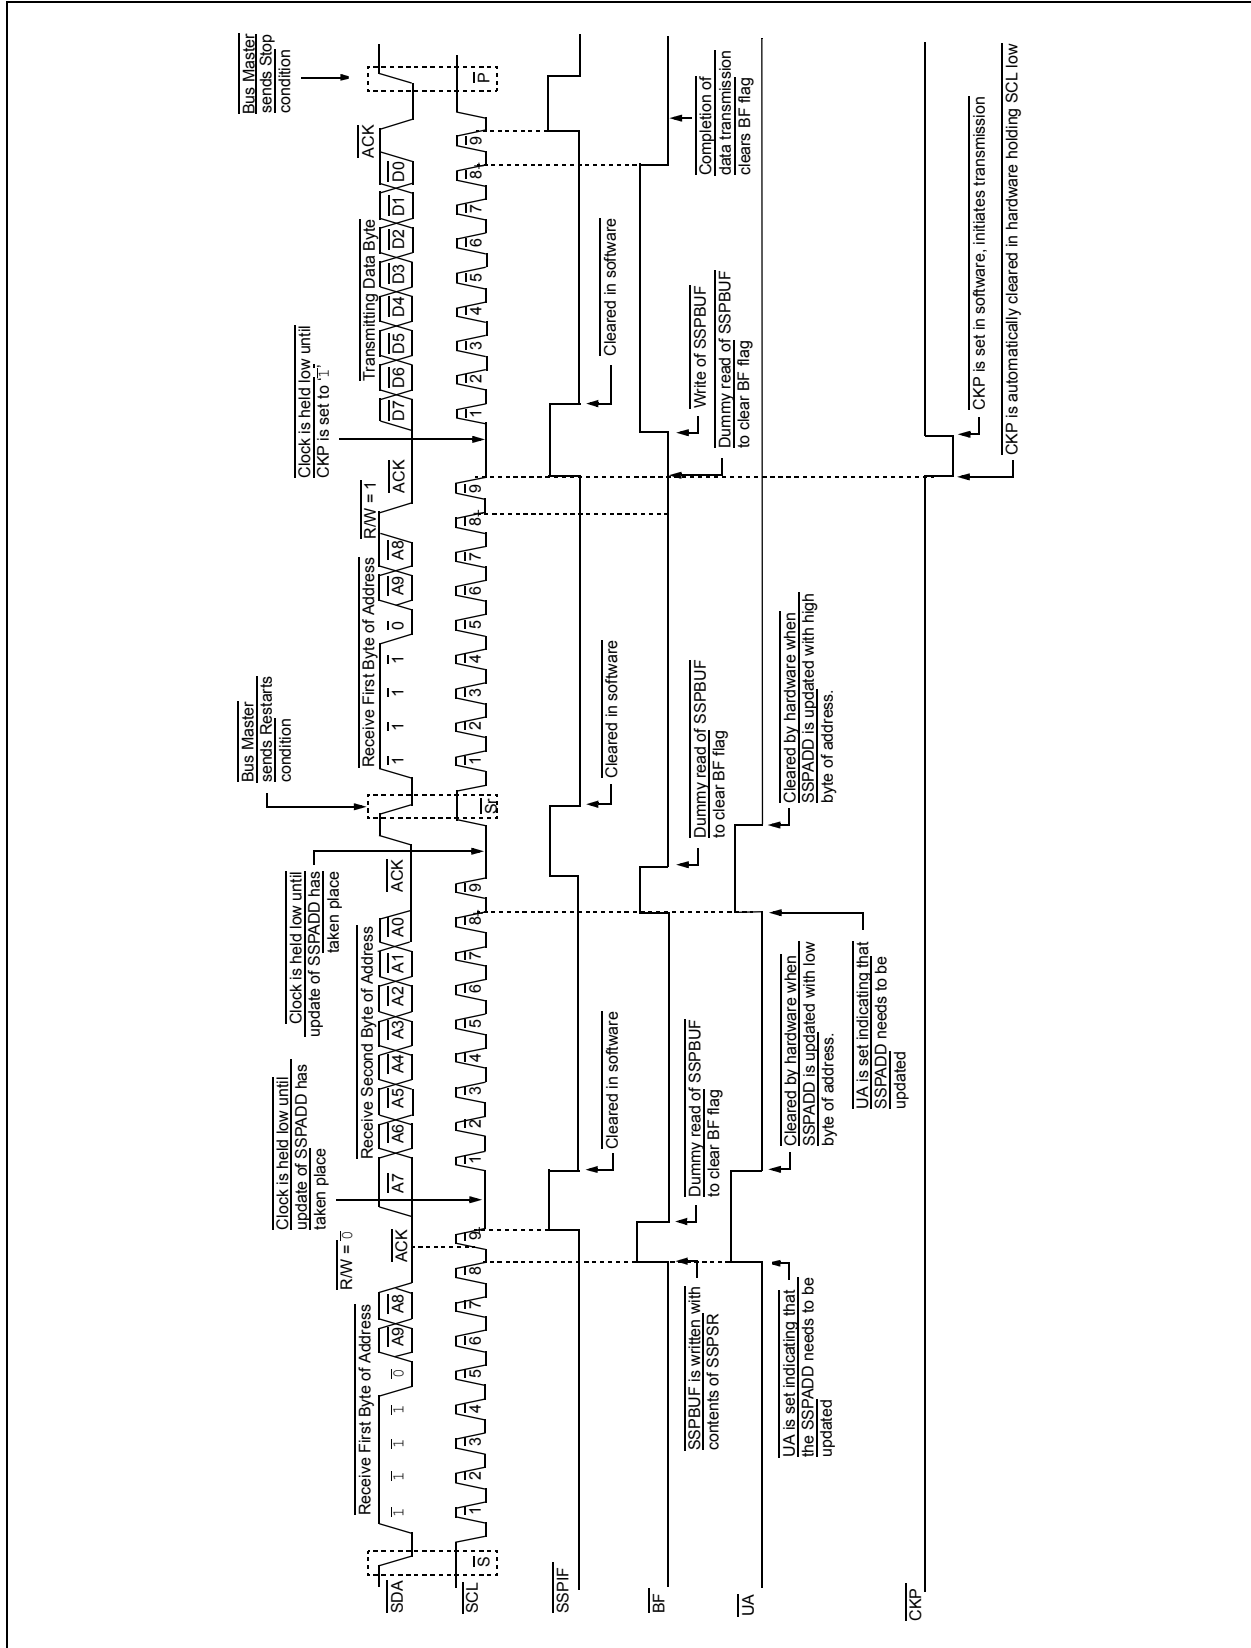 Bus Master
sends Stop
condition
Bus Master
sends Restarts
condition
Clock is held low until
update of SSPADD has
taken place
Clock is held low until
update of SSPADD has
taken place
Clock is held low until
CKP is set to '1'
R/W = 0
R/W = 1
Receive First Byte of Address
Receive Second Byte of Address
Receive First Byte of Address
Transmitting Data Byte
SDA
1 1 1 1 0 A9 A8 ACK
A7 A6 A5 A4 A3 A2 A1 A0 ACK
1 1 1 1 0 A9 A8 ACK
D7 D6 D5 D4 D3 D2 D1 D0 ACK
SCL
S 1 2 3 4 5 6 7 8 9
1 2 3 4 5 6 7 8 9
Sr 1 2 3 4 5 6 7 8 9
1 2 3 4 5 6 7 8 9 P
SSPIF
Cleared in software
Cleared in software
Cleared in software
BF
SSPBUF is written with
contents of SSPSR
Dummy read of SSPBUF
to clear BF flag
Dummy read of SSPBUF
to clear BF flag
Dummy read of SSPBUF
to clear BF flag
Write of SSPBUF
Completion of
data transmission
clears BF flag
UA
UA is set indicating that
the SSPADD needs to be
updated
Cleared by hardware when
SSPADD is updated with low
byte of address.
UA is set indicating that
SSPADD needs to be
updated
Cleared by hardware when
SSPADD is updated with high
byte of address.
CKP
CKP is set in software, initiates transmission
CKP is automatically cleared in hardware holding SCL low